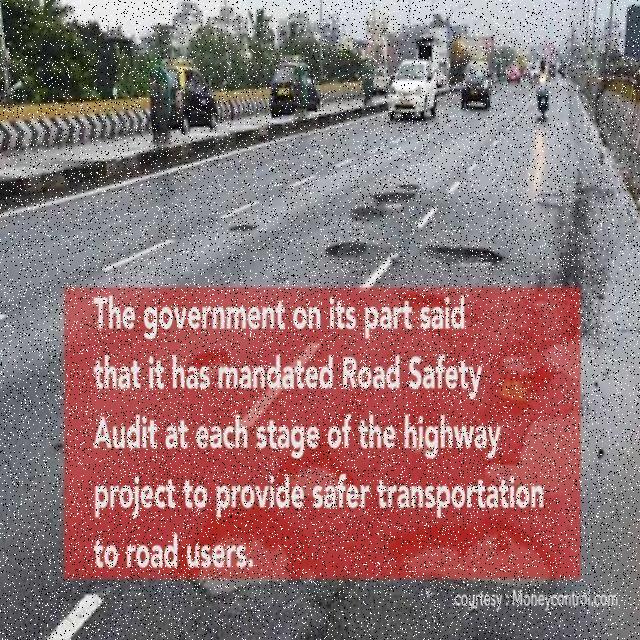 The government on its part said
that it has mandated Road Safety
Audit at each stage of the highway
project to provide safer transportation
to road users.
courtesy : Moneycontrol.com